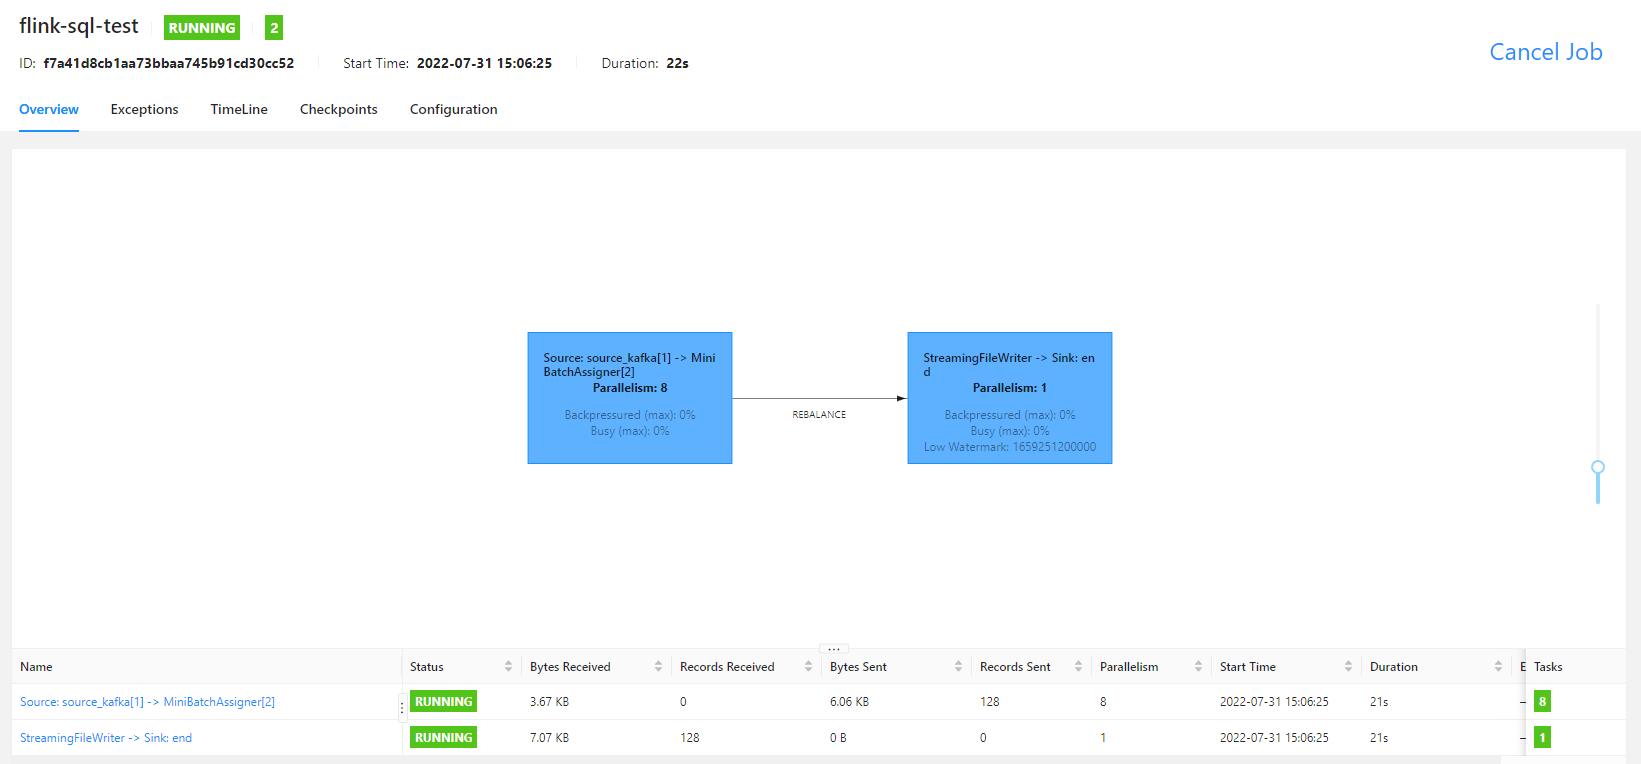 flink-sql-test RUNNING 2
ID: f7a41d8cb1aa73bbaa745b91cd30cc52 Start Time: 2022-07-31 15:06:25 Duration: 22s
Cancel Job
Overview Exceptions TimeLine Checkpoints Configuration
Source: source_kafka[1] -> Mini
BatchAssigner[2]
Parallelism: 8
Backpressured (max): 0%
Busy (max): 0%
REBALANCE
StreamingFileWriter -> Sink: en
d
Parallelism: 1
Backpressured (max): 0%
Busy (max): 0%
Low Watermark: 1659251200000
Name Status Bytes Received Records Received Bytes Sent Records Sent Parallelism Start Time Duration E Tasks
Source: source_kafka[1] -> MiniBatchAssigner[2] RUNNING 3.67 KB 0 6.06 KB 128 8 2022-07-31 15:06:25 21s – 8
StreamingFileWriter -> Sink: end RUNNING 7.07 KB 128 0 B 0 1 2022-07-31 15:06:25 21s – 1